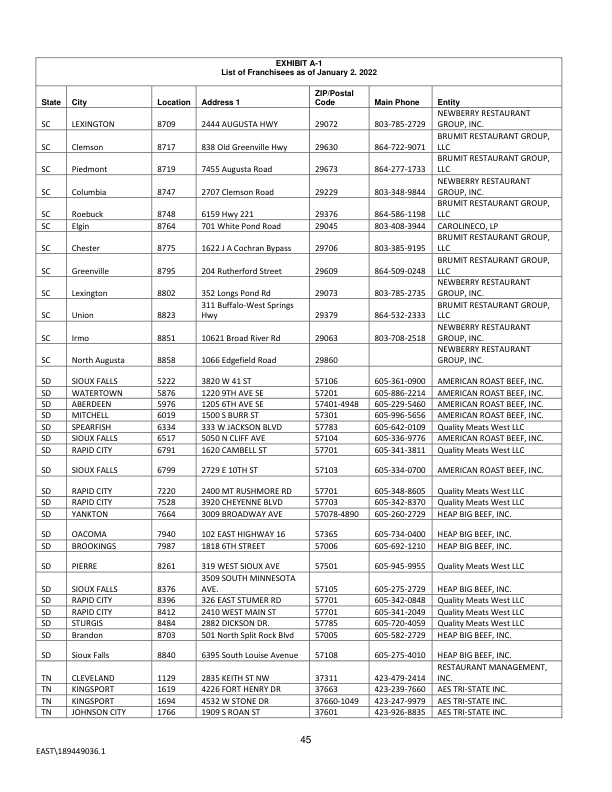 EXHIBIT A-1
List of Franchisees as of January 2. 2022
State City Location Address 1 ZIP/Postal Code Main Phone Entity
SC LEXINGTON 8709 2444 AUGUSTA HWY 29072 803-785-2729 NEWBERRY RESTAURANT GROUP, INC.
SC Clemson 8717 838 Old Greenville Hwy 29630 864-722-9071 BRUMIT RESTAURANT GROUP, LLC
SC Piedmont 8719 7455 Augusta Road 29673 864-277-1733 BRUMIT RESTAURANT GROUP, LLC
SC Columbia 8747 2707 Clemson Road 29229 803-348-9844 NEWBERRY RESTAURANT GROUP, INC.
SC Roebuck 8748 6159 Hwy 221 29376 864-586-1198 BRUMIT RESTAURANT GROUP, LLC
SC Elgin 8764 701 White Pond Road 29045 803-408-3944 CAROLINECO, LP
SC Chester 8775 1622 J A Cochran Bypass 29706 803-385-9195 BRUMIT RESTAURANT GROUP, LLC
SC Greenville 8795 204 Rutherford Street 29609 864-509-0248 BRUMIT RESTAURANT GROUP, LLC
SC Lexington 8802 352 Longs Pond Rd 29073 803-785-2735 NEWBERRY RESTAURANT GROUP, INC.
SC Union 8823 311 Buffalo-West Springs Hwy 29379 864-532-2333 BRUMIT RESTAURANT GROUP, LLC
SC Irmo 8851 10621 Broad River Rd 29063 803-708-2518 NEWBERRY RESTAURANT GROUP, INC.
SC North Augusta 8858 1066 Edgefield Road 29860 NEWBERRY RESTAURANT GROUP, INC.
SD SIOUX FALLS 5222 3820 W 41 ST 57106 605-361-0900 AMERICAN ROAST BEEF, INC.
SD WATERTOWN 5876 1220 9TH AVE SE 57201 605-886-2214 AMERICAN ROAST BEEF, INC.
SD ABERDEEN 5976 1205 6TH AVE SE 57401-4948 605-229-5460 AMERICAN ROAST BEEF, INC.
SD MITCHELL 6019 1500 S BURR ST 57301 605-996-5656 AMERICAN ROAST BEEF, INC.
SD SPEARFISH 6334 333 W JACKSON BLVD 57783 605-642-0109 Quality Meats West LLC
SD SIOUX FALLS 6517 5050 N CLIFF AVE 57104 605-336-9776 AMERICAN ROAST BEEF, INC.
SD RAPID CITY 6791 1620 CAMBELL ST 57701 605-341-3811 Quality Meats West LLC
SD SIOUX FALLS 6799 2729 E 10TH ST 57103 605-334-0700 AMERICAN ROAST BEEF, INC.
SD RAPID CITY 7220 2400 MT RUSHMORE RD 57701 605-348-8605 Quality Meats West LLC
SD RAPID CITY 7528 3920 CHEYENNE BLVD 57703 605-342-8370 Quality Meats West LLC
SD YANKTON 7664 3009 BROADWAY AVE 57078-4890 605-260-2729 HEAP BIG BEEF, INC.
SD OACOMA 7940 102 EAST HIGHWAY 16 57365 605-734-0400 HEAP BIG BEEF, INC.
SD BROOKINGS 7987 1818 6TH STREET 57006 605-692-1210 HEAP BIG BEEF, INC.
SD PIERRE 8261 319 WEST SIOUX AVE 57501 605-945-9955 Quality Meats West LLC
SD SIOUX FALLS 8376 3509 SOUTH MINNESOTA AVE. 57105 605-275-2729 HEAP BIG BEEF, INC.
SD RAPID CITY 8396 326 EAST STUMER RD 57701 605-342-0848 Quality Meats West LLC
SD RAPID CITY 8412 2410 WEST MAIN ST 57701 605-341-2049 Quality Meats West LLC
SD STURGIS 8484 2882 DICKSON DR. 57785 605-720-4059 Quality Meats West LLC
SD Brandon 8703 501 North Split Rock Blvd 57005 605-582-2729 HEAP BIG BEEF, INC.
SD Sioux Falls 8840 6395 South Louise Avenue 57108 605-275-4010 HEAP BIG BEEF, INC.
TN CLEVELAND 1129 2835 KEITH ST NW 37311 423-479-2414 RESTAURANT MANAGEMENT, INC.
TN KINGSPORT 1619 4226 FORT HENRY DR 37663 423-239-7660 AES TRI-STATE INC.
TN KINGSPORT 1694 4532 W STONE DR 37660-1049 423-247-9979 AES TRI-STATE INC.
TN JOHNSON CITY 1766 1909 S ROAN ST 37601 423-926-8835 AES TRI-STATE INC.
45
EAST\189449036.1